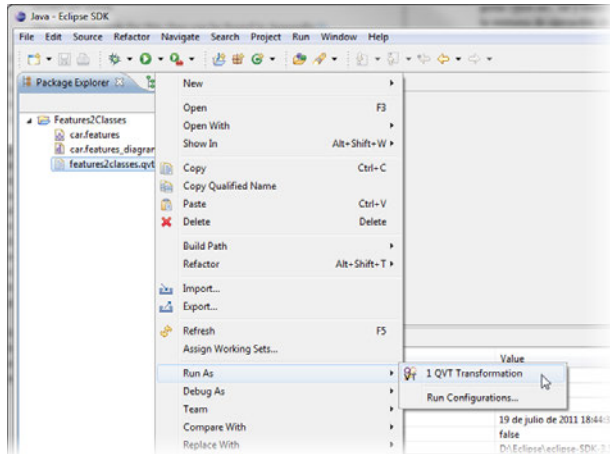 Java - Eclipse SDK
File Edit Source Refactor Navigate Search Project Run Window Help
Package Explorer
Features2Classes
car.features
car.features_diagram
features2classes.qvt
New
Open F3
Open With
Show In Alt+Shift+W
Copy Ctrl+C
Copy Qualified Name
Paste Ctrl+V
Delete Delete
Build Path
Refactor Alt+Shift+T
Import...
Export...
Refresh F5
Assign Working Sets...
Run As
Debug As
Team
Compare With
Replace With
1 QVT Transformation
Run Configurations...
Value
19 de julio de 2011 18:44:3
false
D:\Eclipse\eclipse-SDK-3.